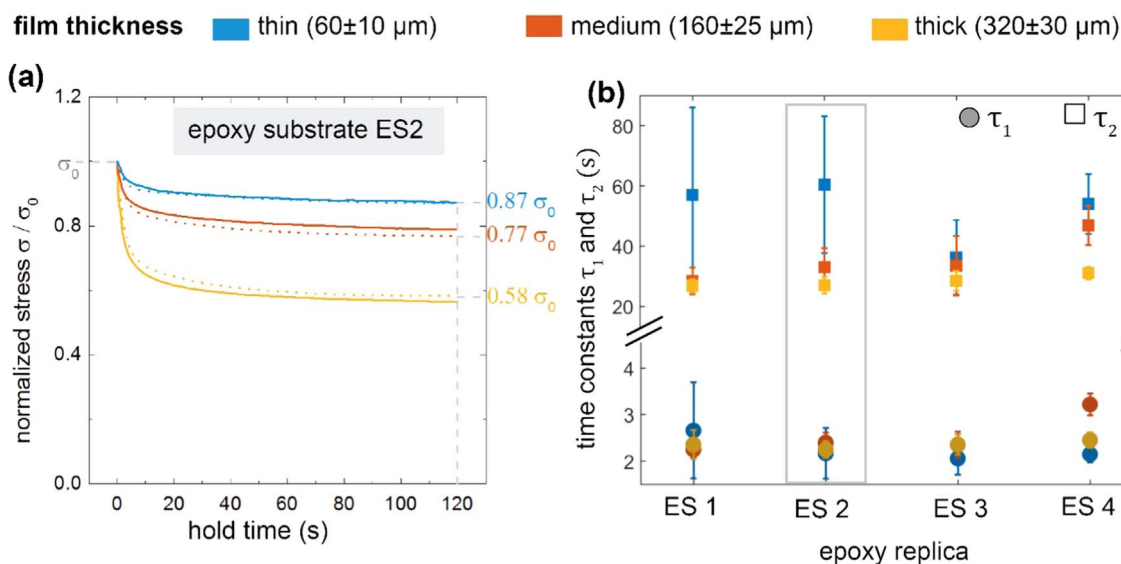 film thickness thin (60±10 µm) medium (160±25 µm) thick (320±30 µm)
(a)
1.2
epoxy substrate ES2
σ₀
0.87 σ₀
0.8
0.77 σ₀
0.58 σ₀
0.4
0.0
0 20 40 60 80 100 120
hold time (s)
normalized stress σ / σ₀
(b)
τ₁ τ₂
80
60
40
20
4
3
2
ES 1 ES 2 ES 3 ES 4
epoxy replica
time constants τ₁ and τ₂ (s)